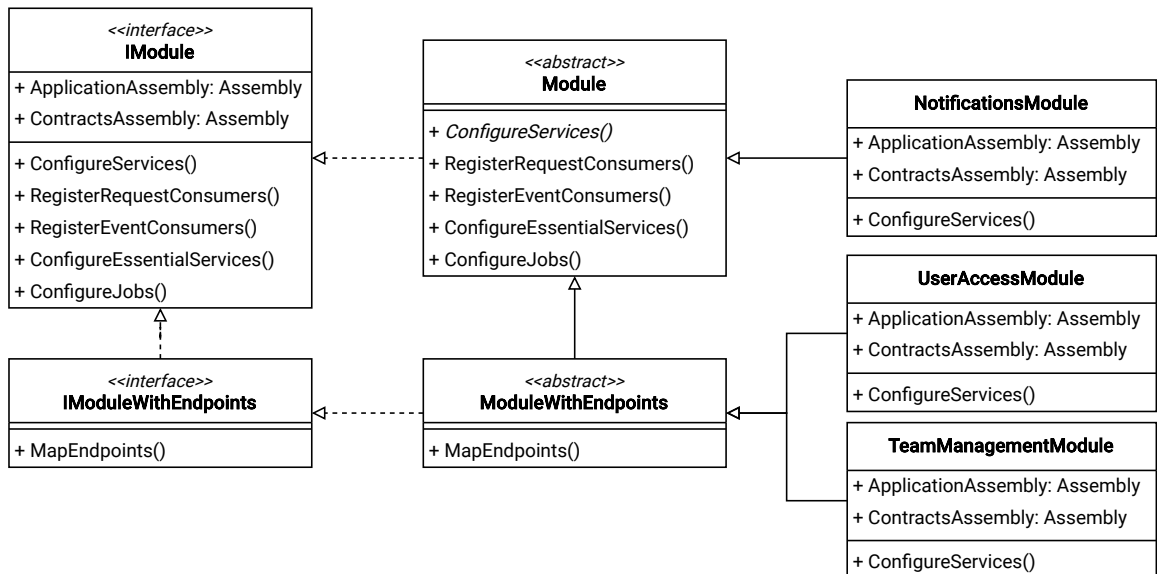 <<interface>>
IModule
+ ApplicationAssembly: Assembly
+ ContractsAssembly: Assembly
+ ConfigureServices()
+ RegisterRequestConsumers()
+ RegisterEventConsumers()
+ ConfigureEssentialServices()
+ ConfigureJobs()
<<interface>>
IModuleWithEndpoints
+ MapEndpoints()
<<abstract>>
Module
+ ConfigureServices()
+ RegisterRequestConsumers()
+ RegisterEventConsumers()
+ ConfigureEssentialServices()
+ ConfigureJobs()
<<abstract>>
ModuleWithEndpoints
+ MapEndpoints()
NotificationsModule
+ ApplicationAssembly: Assembly
+ ContractsAssembly: Assembly
+ ConfigureServices()
UserAccessModule
+ ApplicationAssembly: Assembly
+ ContractsAssembly: Assembly
+ ConfigureServices()
TeamManagementModule
+ ApplicationAssembly: Assembly
+ ContractsAssembly: Assembly
+ ConfigureServices()